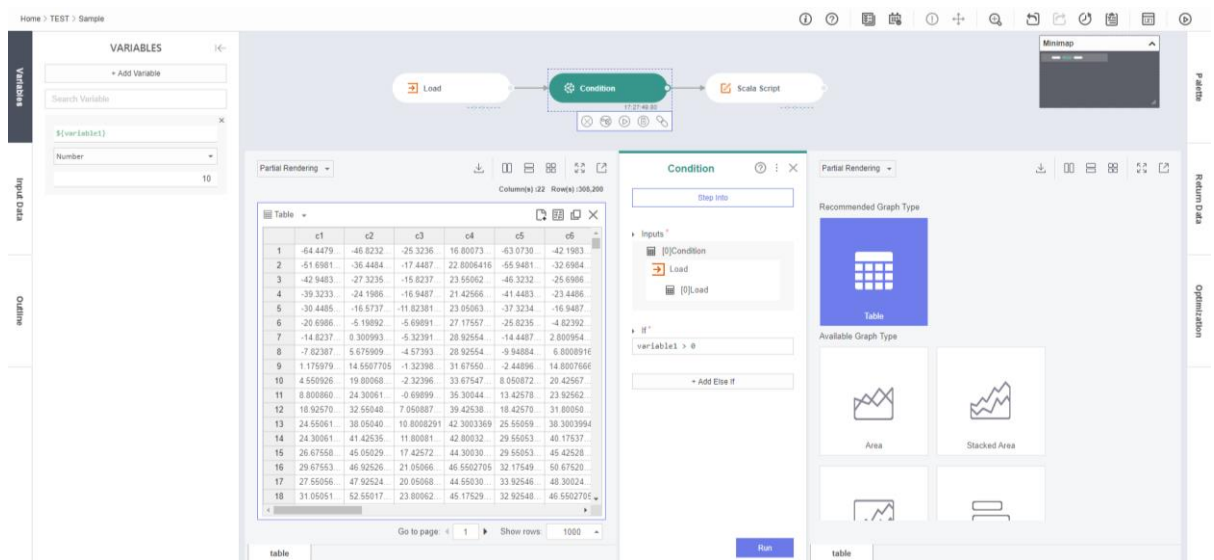 Home > TEST > Sample
Variables
Input Data
Outline
VARIABLES
+ Add Variable
Search Variable
${variable1}
Number
10
Load
Condition
17:27:49.80
Scala Script
Minimap
Palette
Return Data
Optimization
Partial Rendering
Column(s) :22 Row(s) :308,200
Table
c1 c2 c3 c4 c5 c6
1 -64.4479... -46.8232... -25.3236... 16.80073... -63.0730... -42.1983...
2 -51.6981... -36.4484... -17.4487... 22.8006416 -55.9481... -32.6984...
3 -42.9483... -27.3235... -15.8237... 23.55062... -46.3232... -25.6986...
4 -39.3233... -24.1986... -16.9487... 21.42566... -41.4483... -23.4486...
5 -30.4485... -16.5737... -11.82381... 23.05063... -37.3234... -16.9487...
6 -20.6986... -5.19892... -5.69891... 27.17557... -25.8235... -4.82392...
7 -14.8237... 0.300993... -5.32391... 28.92554... -14.4487... 2.800954...
8 -7.82387... 5.675909... -4.57393... 28.92554... -9.94884... 6.8008916
9 1.175979... 14.5507705 -1.32398... 31.67550... -2.44896... 14.8007666
10 4.550926... 19.80068... -2.32396... 33.67547... 8.050872... 20.42567...
11 8.800860... 24.30061... -0.69899... 35.30044... 13.42578... 23.92562...
12 18.92570... 32.55048... 7.050887... 39.42538... 18.42570... 31.80050...
13 24.55061... 38.05040... 10.8008291 42.3003369 25.55059... 38.3003994
14 24.30061... 41.42535... 11.80081... 42.80032... 29.55053... 40.17537...
15 26.67558... 45.05029... 17.42572... 44.30030... 29.55053... 45.42528...
16 29.67553... 46.92526... 21.05066... 46.5502705 32.17549... 50.67520...
17 27.55056... 47.92524... 20.05068... 44.55030... 33.92546... 48.30024...
18 31.05051... 52.55017... 23.80062... 45.17529... 32.92548... 46.5502705
Go to page: 1 Show rows: 1000
table
Condition
Step Into
Inputs *
[0]Condition
Load
[0]Load
If *
variable1 > 0
+ Add Else If
Run
Partial Rendering
Recommended Graph Type
Table
Available Graph Type
Area
Stacked Area
table